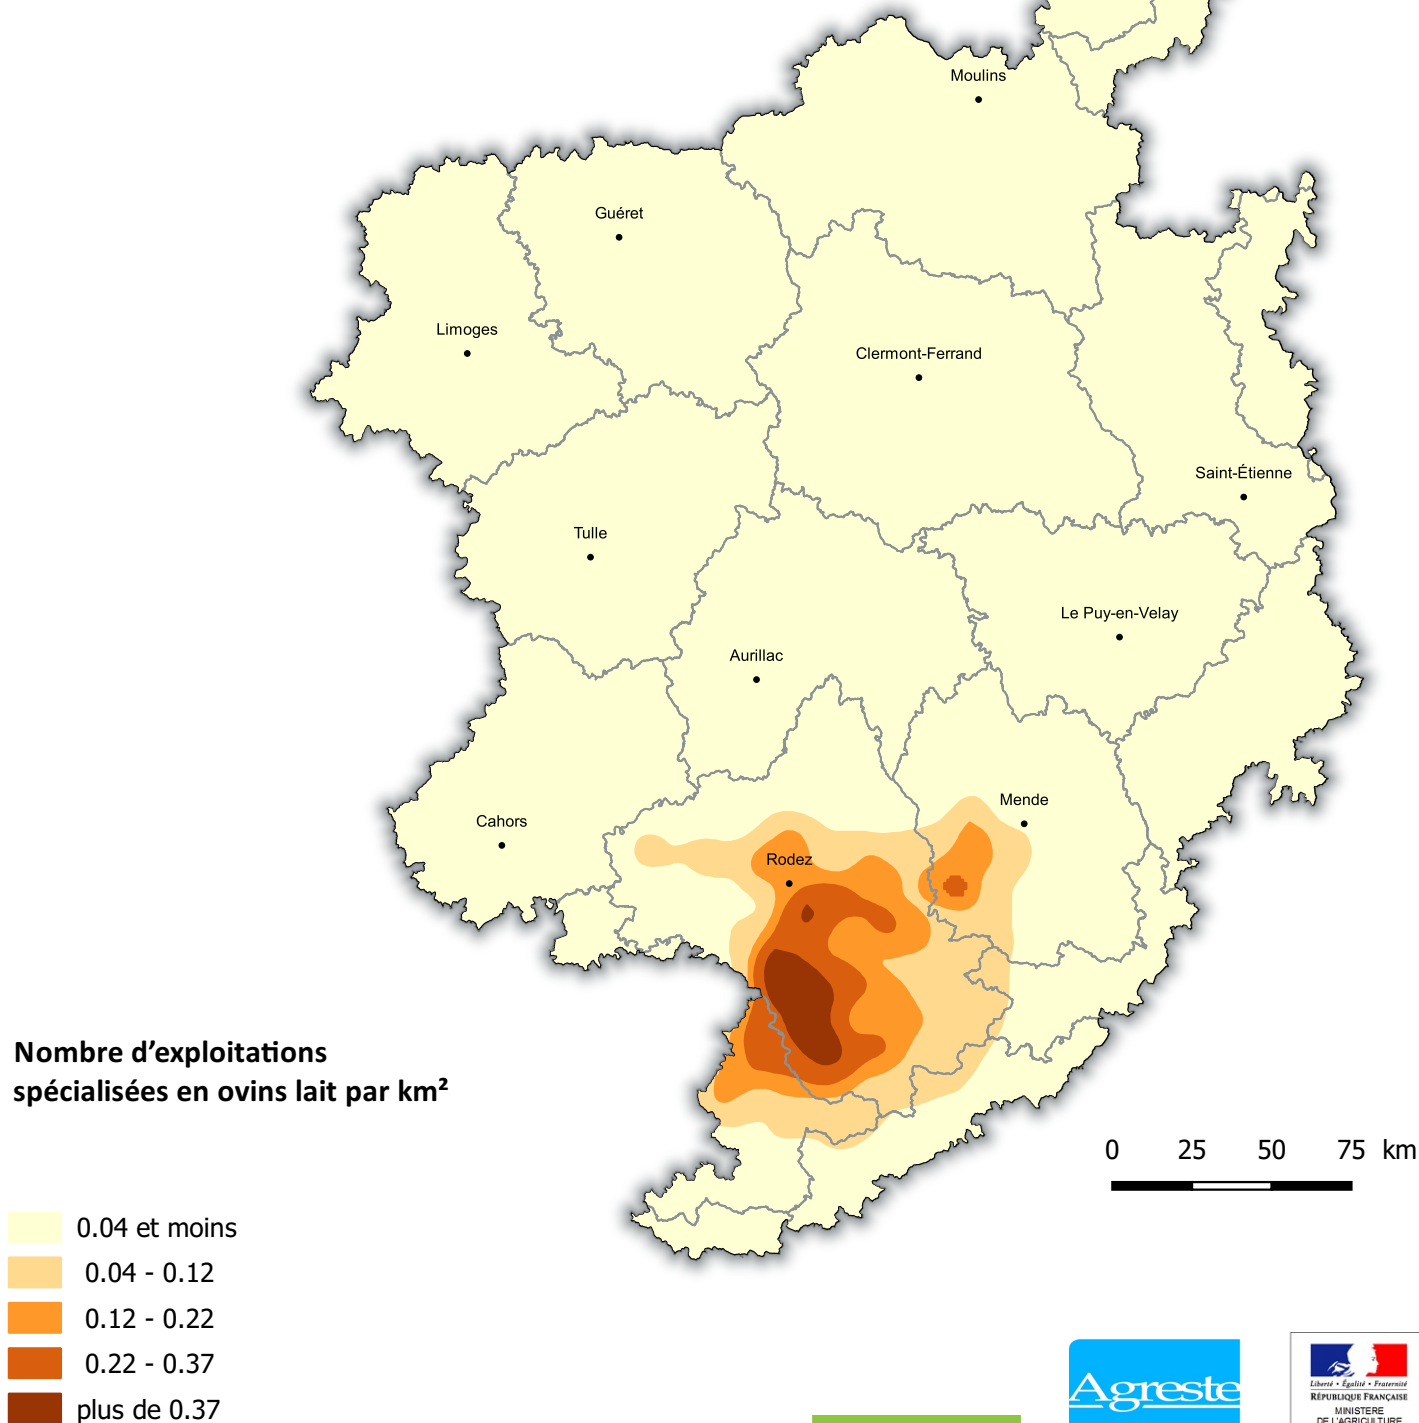 Moulins
Guéret
Limoges
Clermont-Ferrand
Saint-Étienne
Tulle
Le Puy-en-Velay
Aurillac
Mende
Cahors
Rodez
Nombre d’exploitations
spécialisées en ovins lait par km²
0 25 50 75 km
0.04 et moins
0.04 - 0.12
0.12 - 0.22
0.22 - 0.37
plus de 0.37
Agreste
Liberté • Égalité • Fraternité
RÉPUBLIQUE FRANÇAISE
MINISTERE
DE L'AGRICULTURE